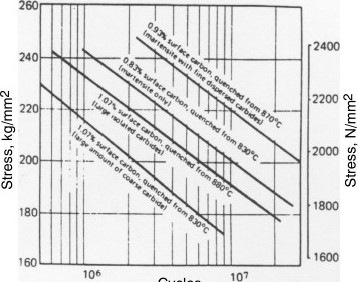 260
240
220
200
180
160
Stress, kg/mm²
0.93% surface carbon, quenched from 870°C
(martensite with line dispersed carbides)
0.83% surface carbon, quenched from 830°C
(martensite only)
1.07% surface carbon, quenched from 880°C
(large isolated carbides)
1.07% surface carbon, quenched from 830°C
(large amount of coarse carbide)
2400
2200
2000
1800
1600
Stress, N/mm²
10⁶
10⁷
Cycles